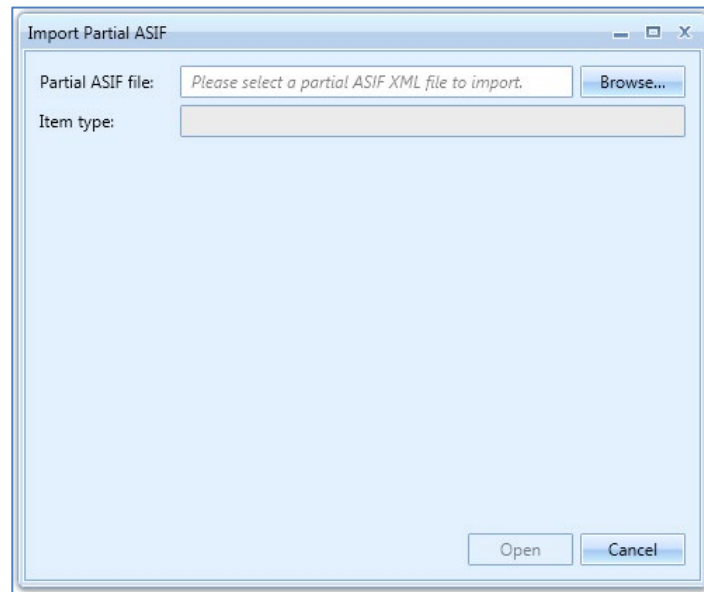 Import Partial ASIF
Partial ASIF file: Please select a partial ASIF XML file to import. Browse...
Item type:
Open Cancel